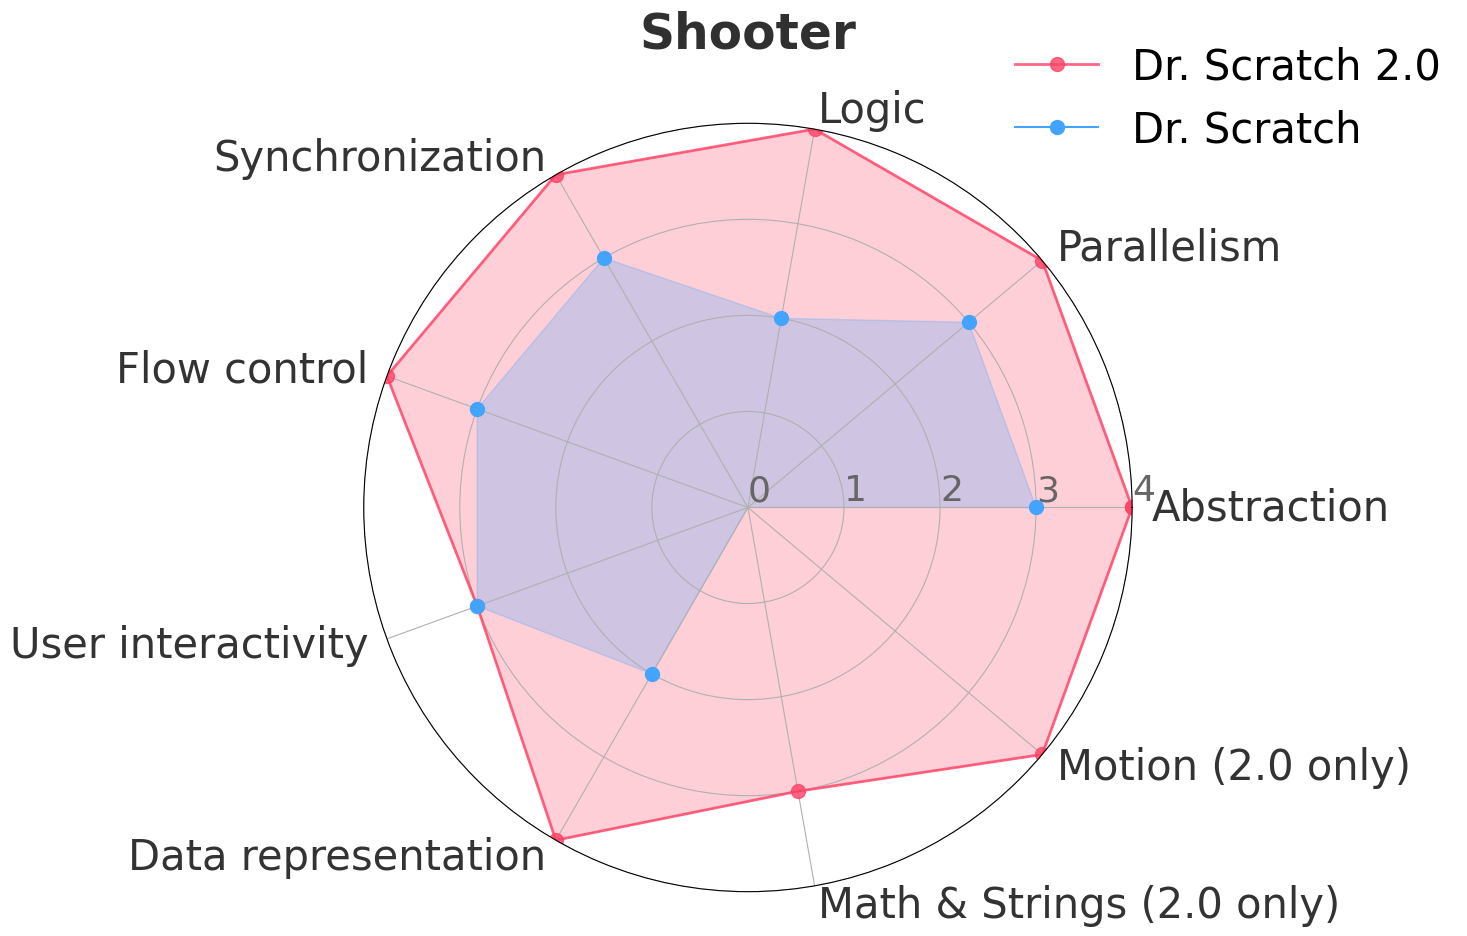 Shooter
Dr. Scratch 2.0
Dr. Scratch
Logic
Synchronization
Parallelism
Flow control
0 1 2 3 4
Abstraction
User interactivity
Motion (2.0 only)
Data representation
Math & Strings (2.0 only)